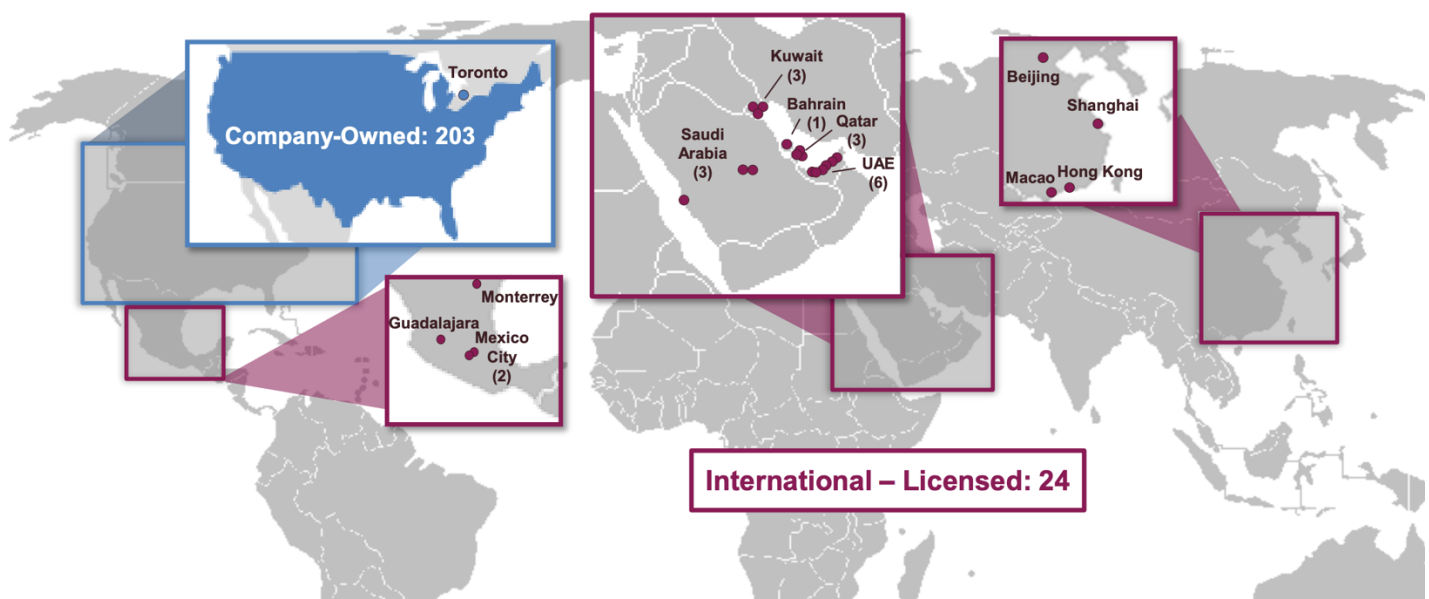 Toronto
Company-Owned: 203
Monterrey
Guadalajara
Mexico
City
(2)
Kuwait
(3)
Bahrain
(1)
Qatar
(3)
Saudi
Arabia
(3)
UAE
(6)
Beijing
Shanghai
Macao
Hong Kong
International – Licensed: 24